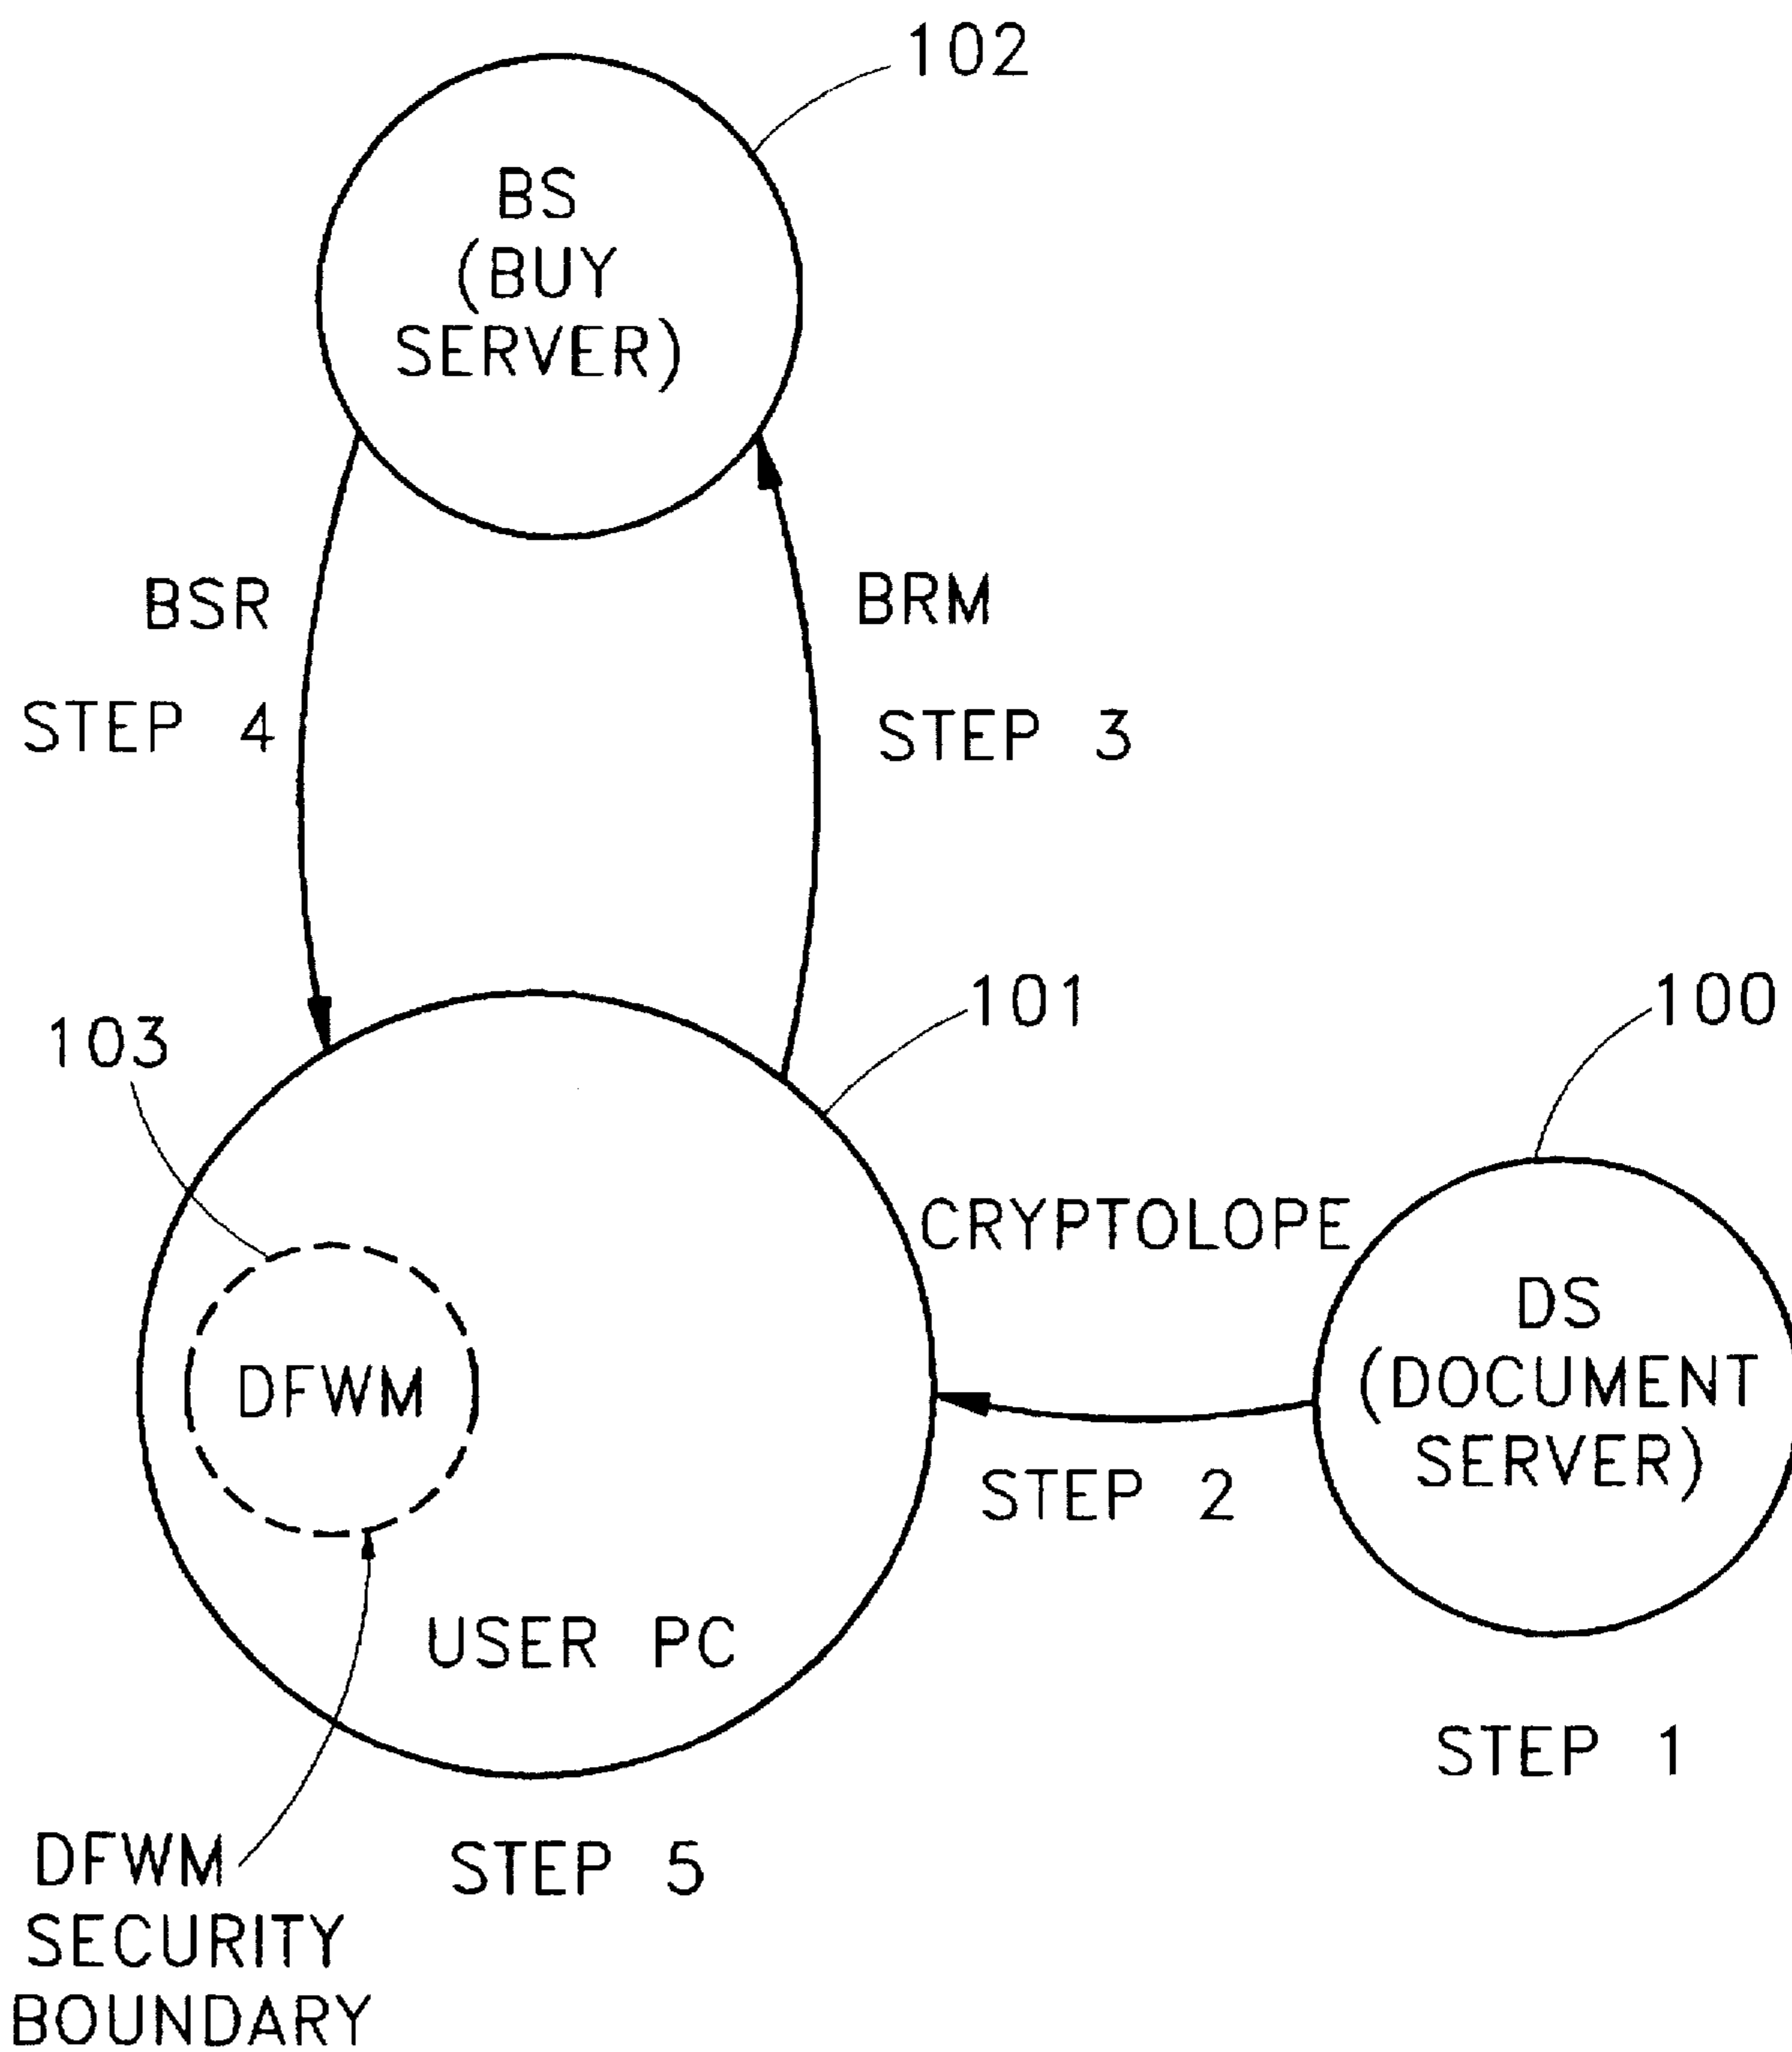 102
BS
(BUY
SERVER)
BSR
BRM
STEP 4
STEP 3
101
100
103
CRYPTOLOPE
DS
(DOCUMENT
SERVER)
DFWM
STEP 2
USER PC
STEP 1
DFWM
SECURITY
BOUNDARY
STEP 5